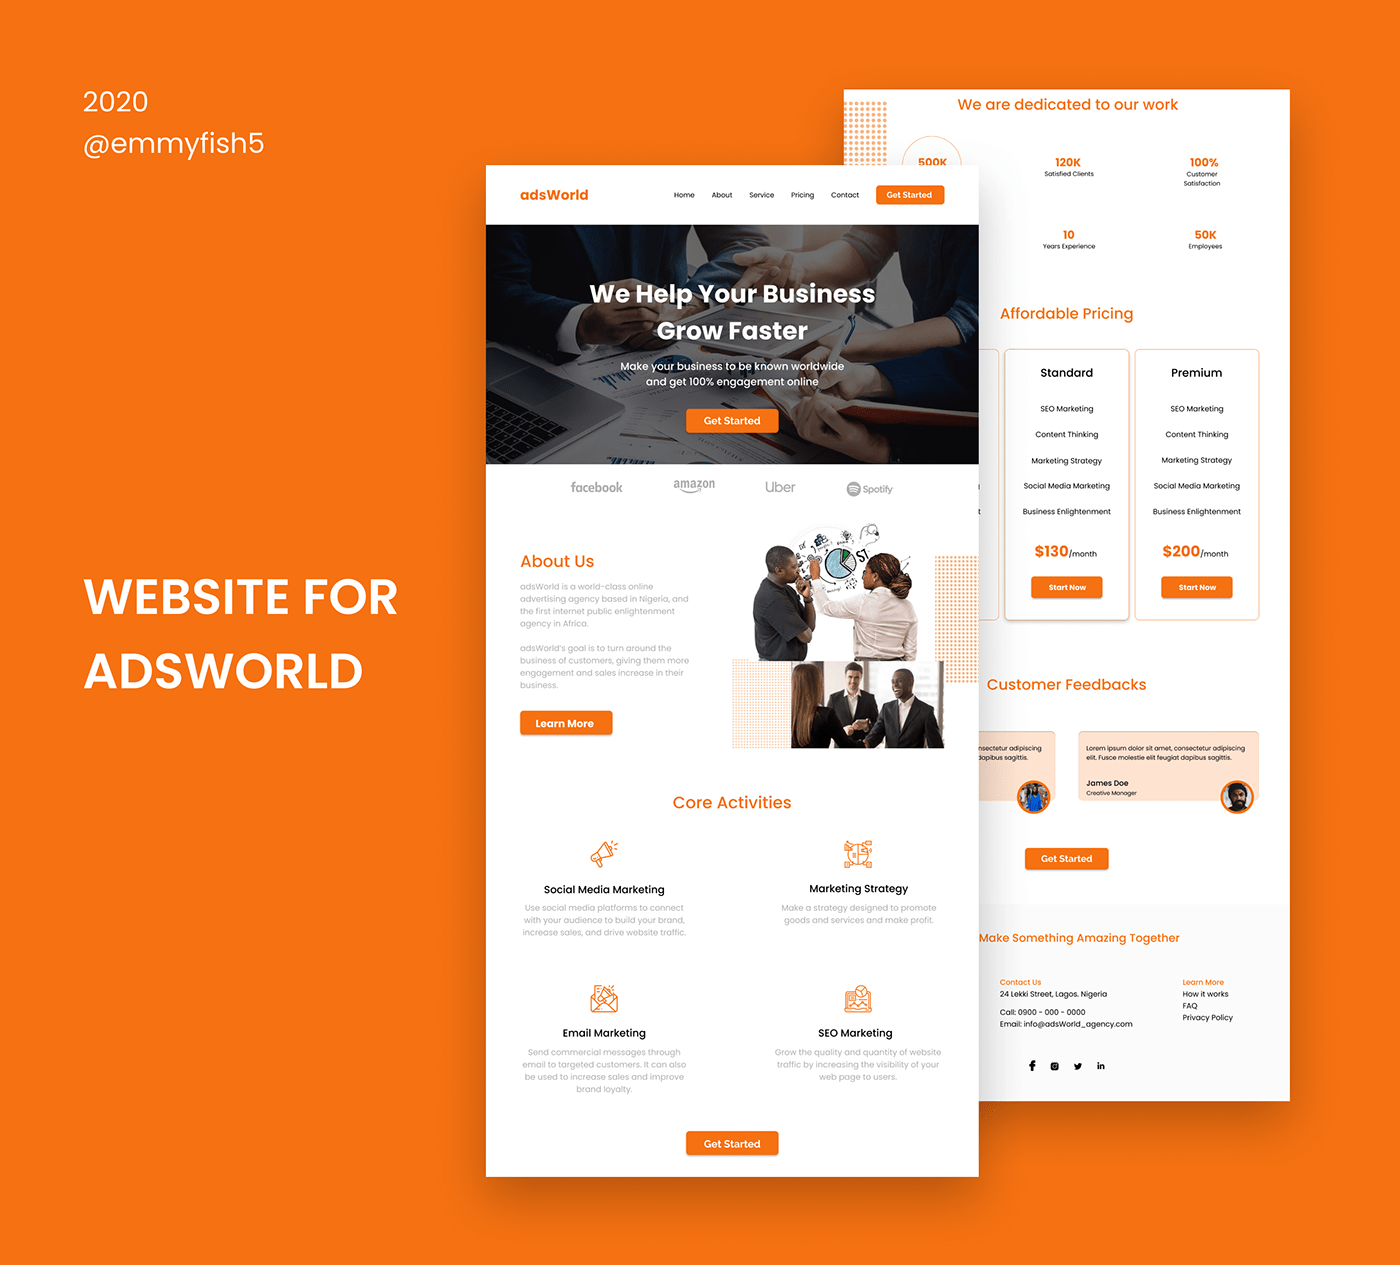 2020
@emmyfish5
WEBSITE FOR
ADSWORLD
adsWorld
Home
About
Service
Pricing
Contact
Get Started
We Help Your Business
Grow Faster
Make your business to be known worldwide
and get 100% engagement online
Get Started
facebook
amazon
Uber
Spotify
About Us
adsWorld is a world-class online
advertising agency based in Nigeria, and
the first internet public enlightenment
agency in Africa.
adsWorld's goal is to turn around the
business of customers, giving them more
engagement and sales increase in their
business.
Learn More
Core Activities
Social Media Marketing
Use social media platforms to connect
with your audience to build your brand,
increase sales, and drive website traffic.
Marketing Strategy
Make a strategy designed to promote
goods and services and make profit.
Email Marketing
Send commercial messages through
email to targeted customers. It can also
be used to increase sales and improve
brand loyalty.
SEO Marketing
Grow the quality and quantity of website
traffic by increasing the visibility of your
web page to users.
Get Started
We are dedicated to our work
500K
120K
Satisfied Clients
100%
Customer
Satisfaction
10
Years Experience
50K
Employees
Affordable Pricing
Standard
SEO Marketing
Content Thinking
Marketing Strategy
Social Media Marketing
Business Enlightenment
$130/month
Start Now
Premium
SEO Marketing
Content Thinking
Marketing Strategy
Social Media Marketing
Business Enlightenment
$200/month
Start Now
Customer Feedbacks
adipiscing
dapibus sagittis.
Lorem ipsum dolor sit amet, consectetur adipiscing
elit. Fusce molestie elit feugiat dapibus sagittis.
James Doe
Creative Manager
Get Started
Make Something Amazing Together
Contact Us
24 Lekki Street, Lagos. Nigeria
Call: 0900 - 000 - 0000
Email: info@adsWorld_agency.com
Learn More
How it works
FAQ
Privacy Policy